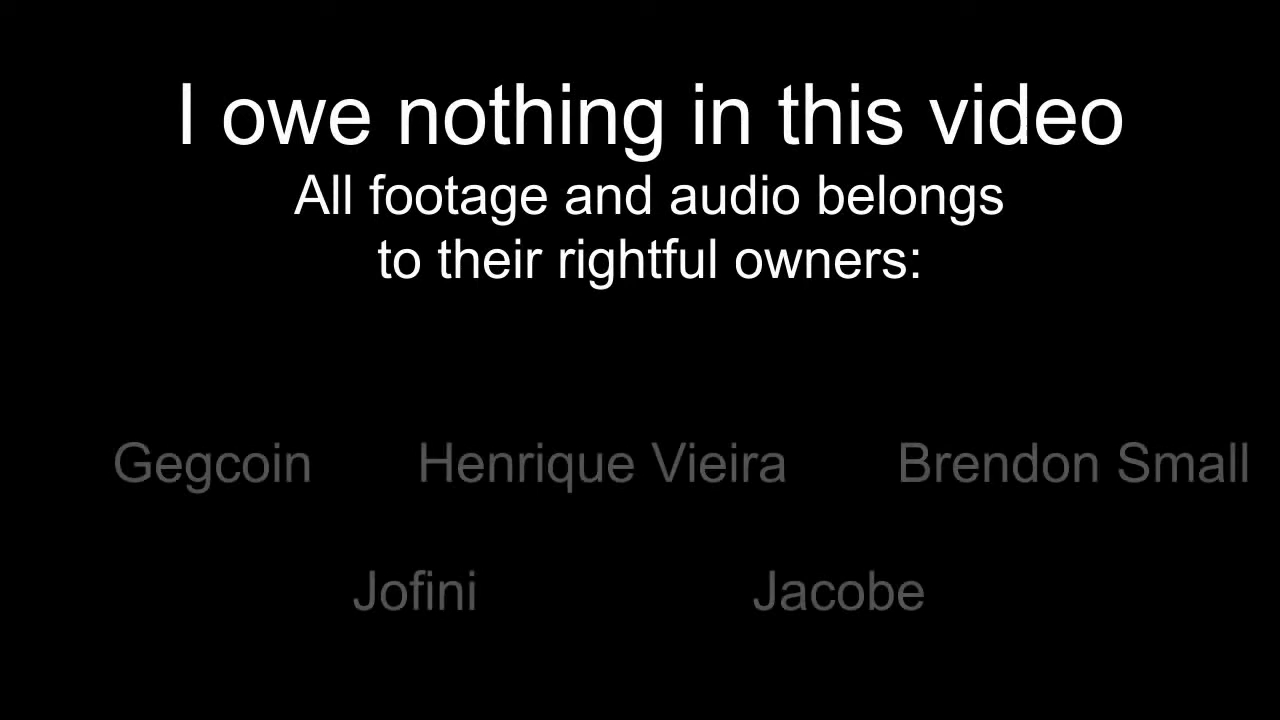 I owe nothing in this video
All footage and audio belongs
to their rightful owners:
Gegcoin Henrique Vieira Brendon Small
Jofini Jacobe